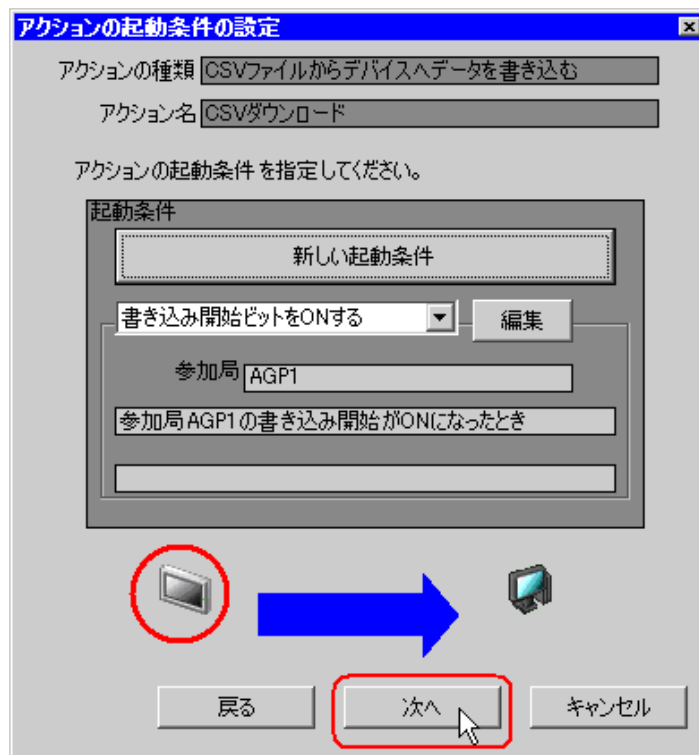 アクションの起動条件の設定
アクションの種類 CSVファイルからデバイスへデータを書き込む
アクション名 CSVダウンロード
アクションの起動条件を指定してください。
起動条件
新しい起動条件
書き込み開始ビットをONする 編集
参加局 AGP1
参加局AGP1の書き込み開始がONになったとき
戻る 次へ キャンセル